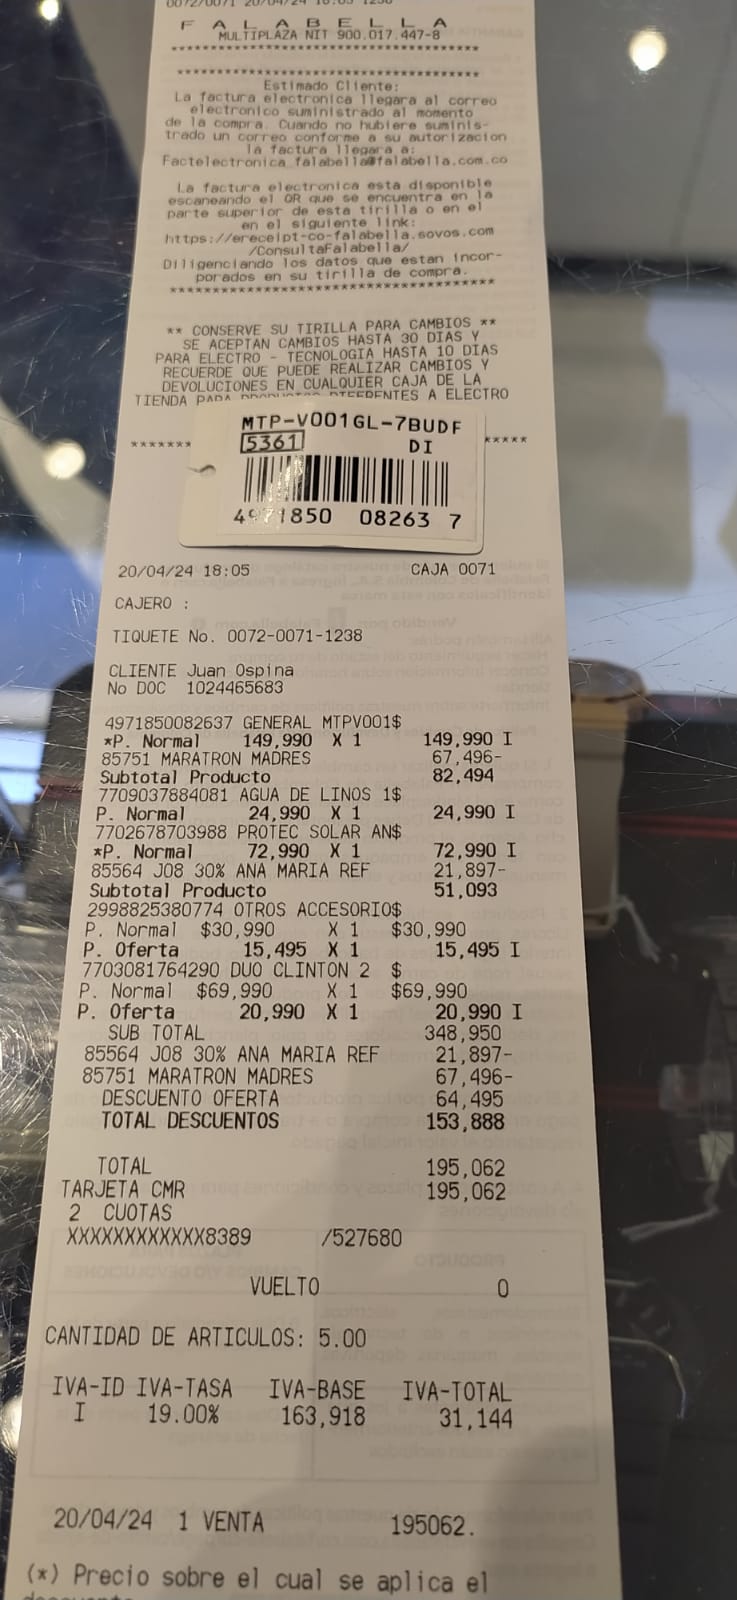 0072/0071 20/04/24 18:05 1238
F A L A B E L L A
MULTIPLAZA NIT 900.017.447-8
********************************************
********************************************
Estimado Cliente:
La factura electronica llegara al correo
electronico suministrado al momento
de la compra. Cuando no hubiere suminis-
trado un correo conforme a su autorizacion
la factura llegara a:
Factelectronica_falabella@falabella.com.co
La factura electronica esta disponible
escaneando el QR que se encuentra en la
parte superior de esta tirilla o en el
en el siguiente link:
https://ereceipt-co-falabella.sovos.com
/ConsultaFalabella/
Diligenciando los datos que estan incor-
porados en su tirilla de compra.
********************************************
** CONSERVE SU TIRILLA PARA CAMBIOS **
SE ACEPTAN CAMBIOS HASTA 30 DIAS Y
PARA ELECTRO - TECNOLOGIA HASTA 10 DIAS
RECUERDE QUE PUEDE REALIZAR CAMBIOS Y
DEVOLUCIONES EN CUALQUIER CAJA DE LA
TIENDA PARA PRODUCTOS DIFERENTES A ELECTRO
MTP-V001GL-7BUDF
5361 DI
4971850 08263 7
******* *****
20/04/24 18:05 CAJA 0071
CAJERO :
TIQUETE No. 0072-0071-1238
CLIENTE Juan Ospina
No DOC 1024465683
4971850082637 GENERAL MTPV001$
*P. Normal 149,990 X 1 149,990 I
85751 MARATRON MADRES 67,496-
Subtotal Producto 82,494
7709037884081 AGUA DE LINOS 1$
P. Normal 24,990 X 1 24,990 I
7702678703988 PROTEC SOLAR AN$
*P. Normal 72,990 X 1 72,990 I
85564 J08 30% ANA MARIA REF 21,897-
Subtotal Producto 51,093
2998825380774 OTROS ACCESORIO$
P. Normal $30,990 X 1 $30,990
P. Oferta 15,495 X 1 15,495 I
7703081764290 DUO CLINTON 2 $
P. Normal $69,990 X 1 $69,990
P. Oferta 20,990 X 1 20,990 I
SUB TOTAL 348,950
85564 J08 30% ANA MARIA REF 21,897-
85751 MARATRON MADRES 67,496-
DESCUENTO OFERTA 64,495
TOTAL DESCUENTOS 153,888
TOTAL 195,062
TARJETA CMR 195,062
2 CUOTAS
XXXXXXXXXXXX8389 /527680
VUELTO 0
CANTIDAD DE ARTICULOS: 5.00
IVA-ID IVA-TASA IVA-BASE IVA-TOTAL
I 19.00% 163,918 31,144
20/04/24 1 VENTA 195062.
(*) Precio sobre el cual se aplica el